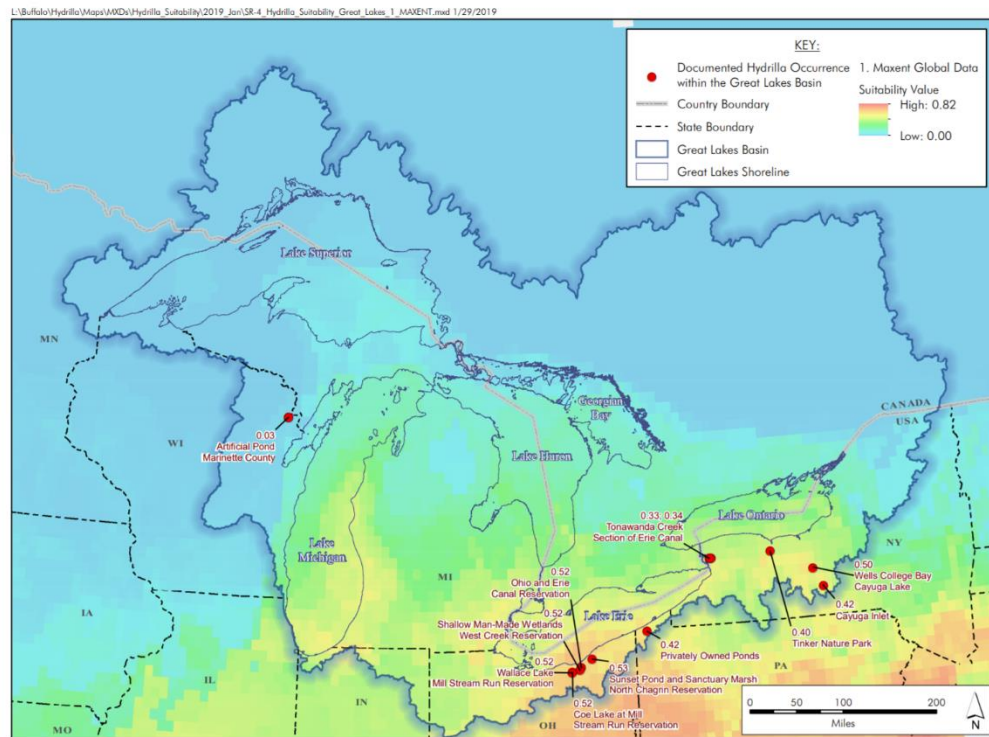 L:\Buffalo\Hydrilla\Maps\MXDs\Hydrilla_Suitability\2019_Jan\SR-4_Hydrilla_Suitability_Great_Lakes_1_MAXENT.mxd 1/29/2019
KEY:
Documented Hydrilla Occurrence
within the Great Lakes Basin
Country Boundary
State Boundary
Great Lakes Basin
Great Lakes Shoreline
1. Maxent Global Data
Suitability Value
High: 0.82
Low: 0.00
Lake Superior
MN
Georgian
Bay
CANADA
USA
0.03
Artificial Pond
Marinette County
WI
Lake Huron
Lake Ontario
0.33, 0.34
Tonawanda Creek
Section of Erie Canal
NY
Lake
Michigan
MI
0.50
Wells College Bay
Cayuga Lake
0.52
Ohio and Erie
Canal Reservation
0.42
Cayuga Inlet
IA
0.52
Shallow Man-Made Wetlands
West Creek Reservation
Lake Erie
0.40
Tinker Nature Park
0.42
Privately Owned Ponds
PA
0.52
Wallace Lake
Mill Stream Run Reservation
0.53
Sunset Pond and Sanctuary Marsh
North Chagrin Reservation
IL
IN
0.52
Coe Lake at Mill
Stream Run Reservation
OH
MO
0 50 100 200
Miles
N